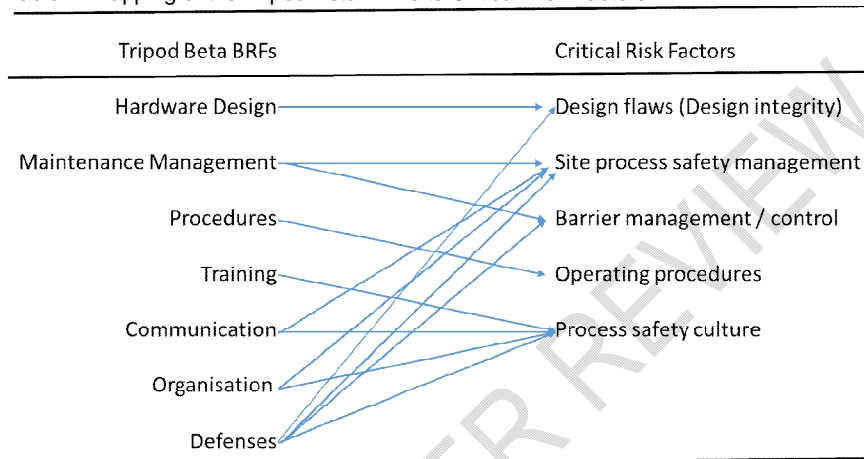 Tripod Beta BRFs Critical Risk Factors
Hardware Design Design flaws (Design integrity)
Maintenance Management Site process safety management
Procedures Barrier management / control
Training Operating procedures
Communication Process safety culture
Organisation
Defenses
ER REVIEW